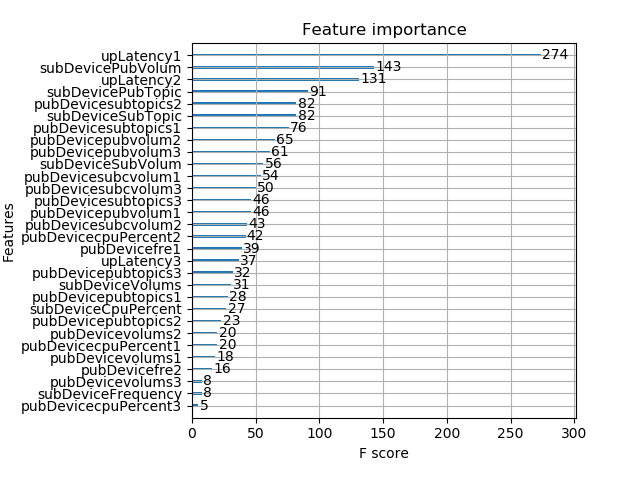 Feature importance
Features
upLatency1 274
subDevicePubVolum 143
upLatency2 131
subDevicePubTopic 91
pubDevicesubtopics2 82
subDeviceSubTopic 82
pubDevicesubtopics1 76
pubDevicepubvolum2 65
pubDevicepubvolum3 61
subDeviceSubVolum 56
pubDevicesubcvolum1 54
pubDevicesubcvolum3 50
pubDevicesubtopics3 46
pubDevicepubvolum1 46
pubDevicesubcvolum2 43
pubDevicecpuPercent2 42
pubDevicefre1 39
upLatency3 37
pubDevicepubtopics3 32
subDeviceVolums 31
pubDevicepubtopics1 28
subDeviceCpuPercent 27
pubDevicepubtopics2 23
pubDevicevolums2 20
pubDevicecpuPercent1 20
pubDevicevolums1 18
pubDevicefre2 16
pubDevicevolums3 8
subDeviceFrequency 8
pubDevicecpuPercent3 5
0 50 100 150 200 250 300
F score